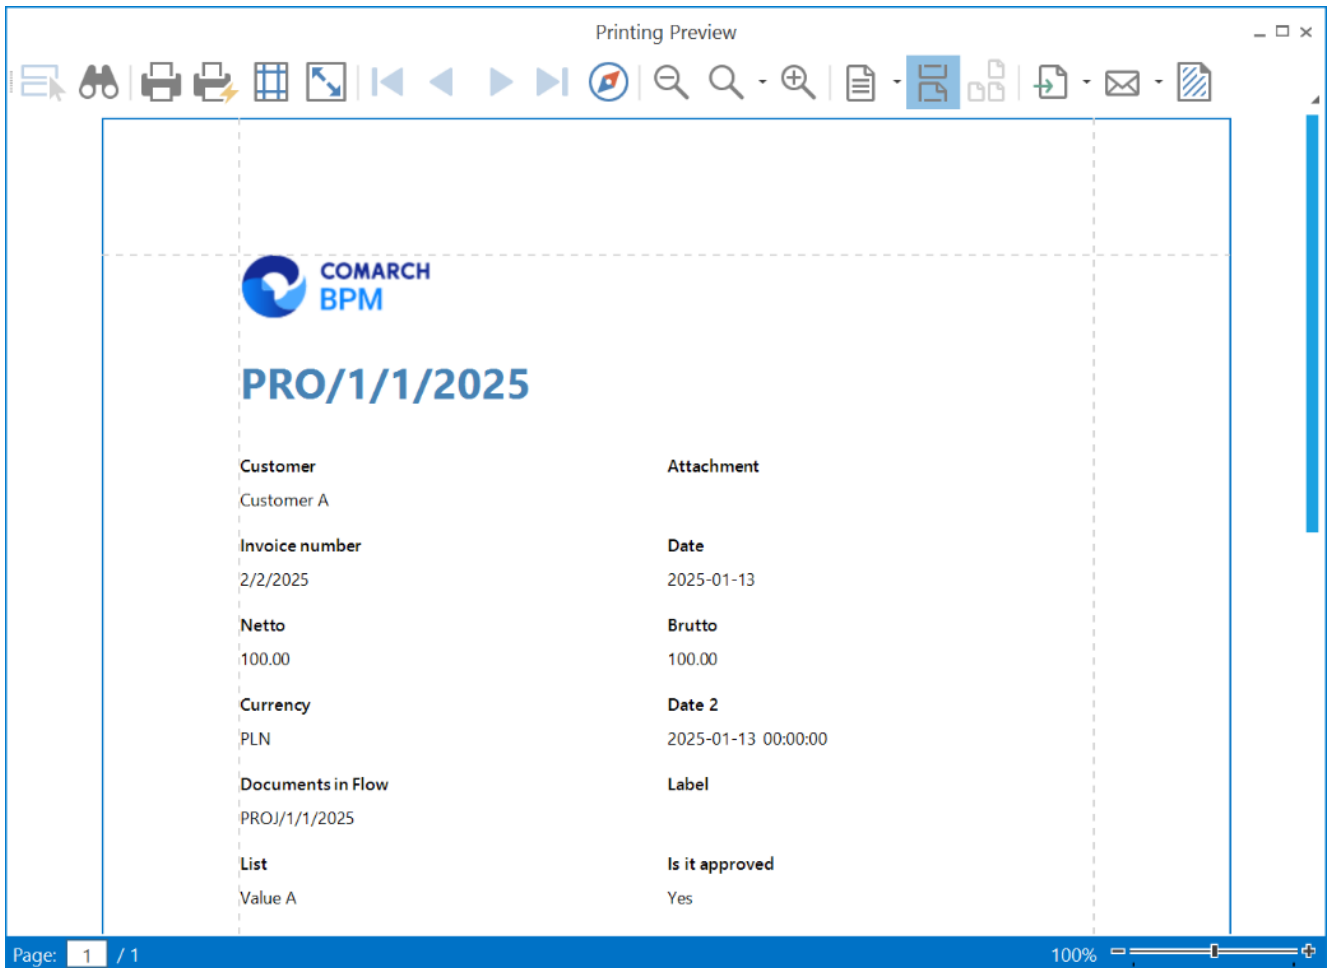 Printing Preview
COMARCH
BPM
PRO/1/1/2025
Customer Attachment
Customer A
Invoice number Date
2/2/2025 2025-01-13
Netto Brutto
100.00 100.00
Currency Date 2
PLN 2025-01-13 00:00:00
Documents in Flow Label
PROJ/1/1/2025
List Is it approved
Value A Yes
Page: 1 / 1 100%